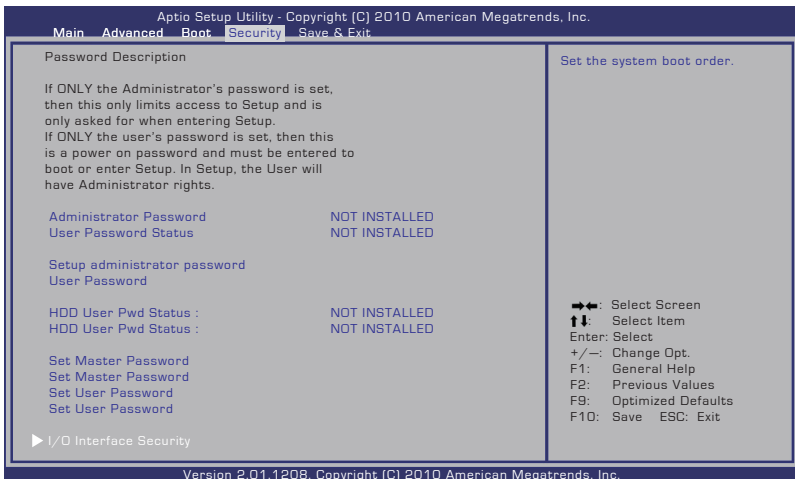 Aptio Setup Utility - Copyright (C) 2010 American Megatrends, Inc.
Main Advanced Boot Security Save & Exit
Password Description
If ONLY the Administrator's password is set,
then this only limits access to Setup and is
only asked for when entering Setup.
If ONLY the user's password is set, then this
is a power on password and must be entered to
boot or enter Setup. In Setup, the User will
have Administrator rights.
Administrator Password NOT INSTALLED
User Password Status NOT INSTALLED
Setup administrator password
User Password
HDD User Pwd Status : NOT INSTALLED
HDD User Pwd Status : NOT INSTALLED
Set Master Password
Set Master Password
Set User Password
Set User Password
I/O Interface Security
Set the system boot order.
→←: Select Screen
↑↓: Select Item
Enter: Select
+/—: Change Opt.
F1: General Help
F2: Previous Values
F9: Optimized Defaults
F10: Save ESC: Exit
Version 2.01.1208. Copyright (C) 2010 American Megatrends, Inc.